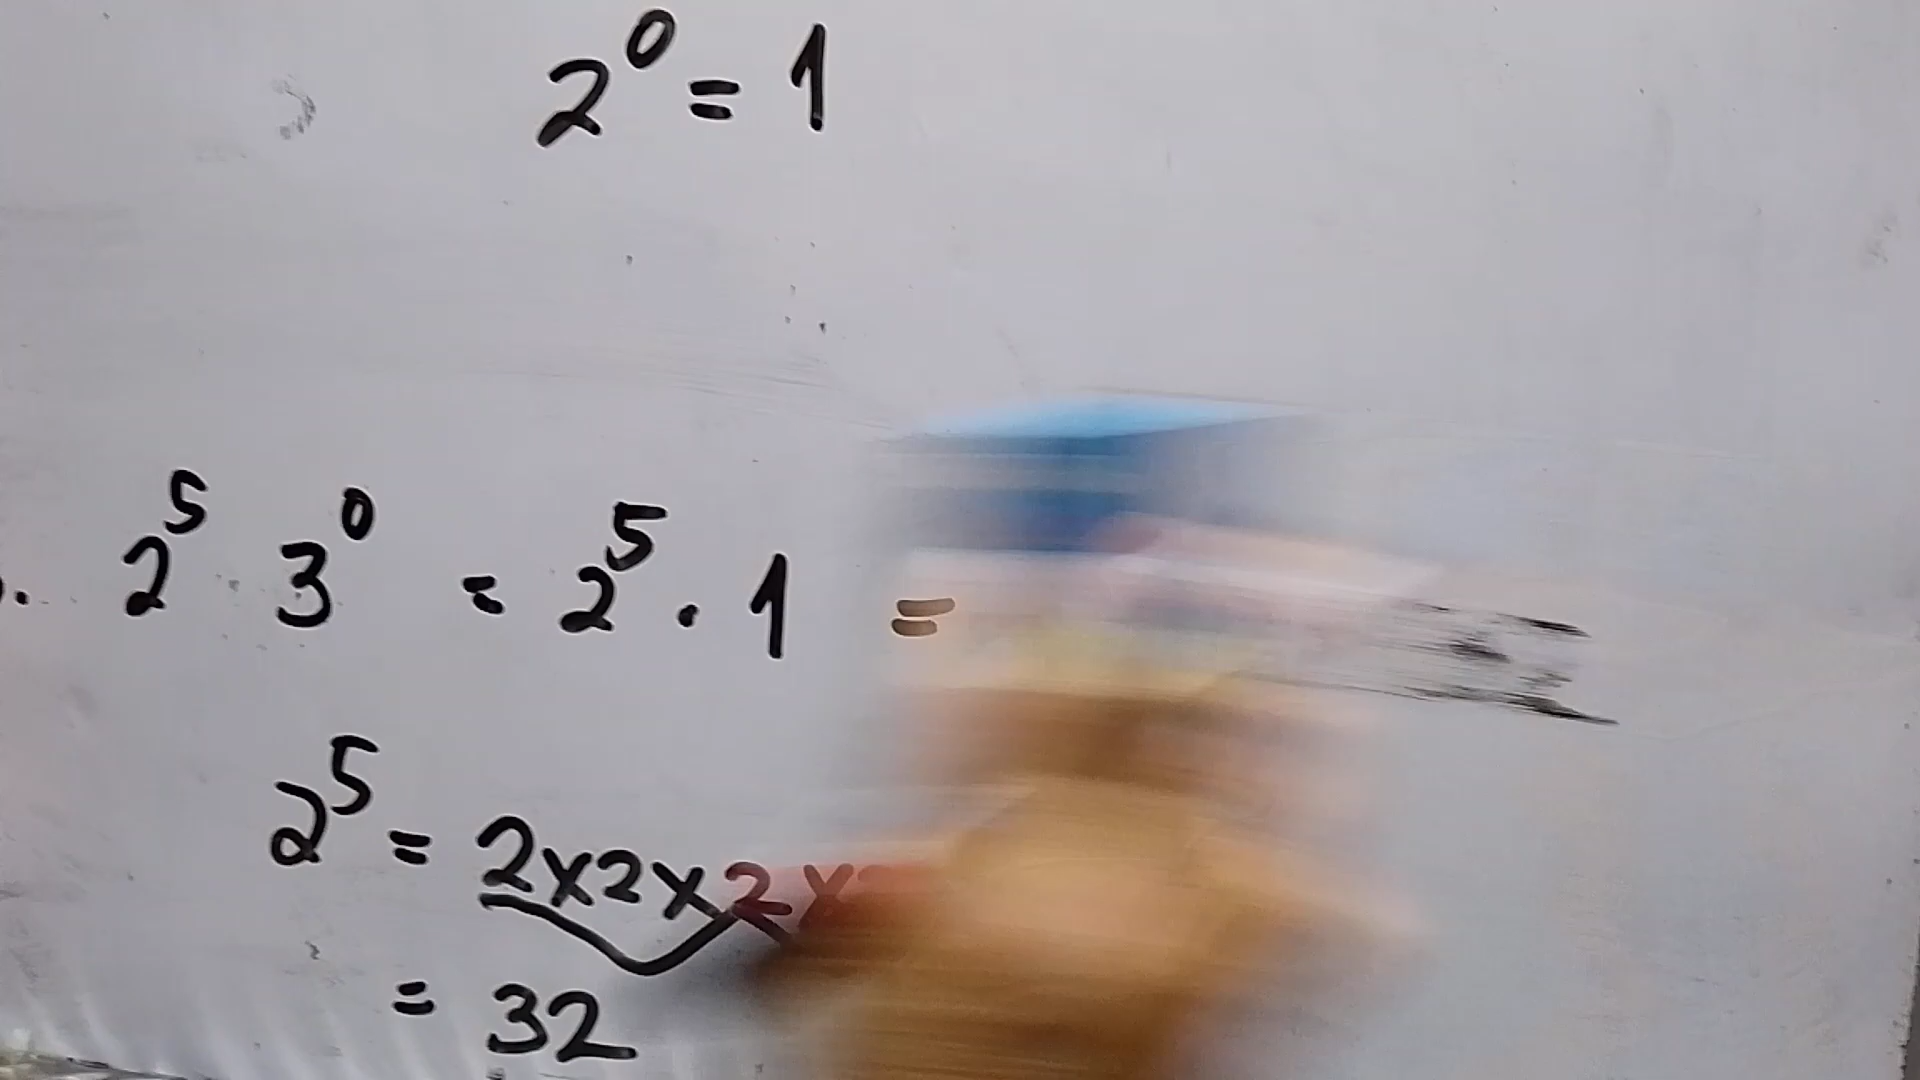 2⁰ = 1
. 2⁵ 3⁰ = 2⁵ . 1 =
2⁵ = 2x2x2x
= 32